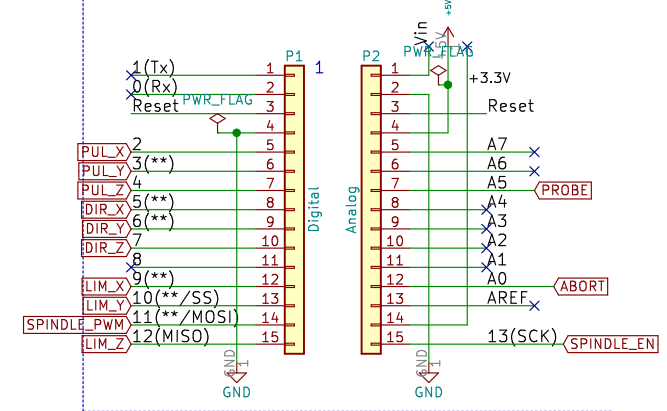 +5V
Vin
+5V
1
PWR_FLAG
P1
1
P2
1(Tx)
1
1
+3.3V
0(Rx)
2
2
PWR_FLAG
Reset
3
3
Reset
4
4
PUL_X
2
5
5
A7
PUL_Y
3(**)
6
6
A6
PUL_Z
4
7
7
A5
PROBE
DIR_X
5(**)
8
8
A4
DIR_Y
6(**)
9
9
A3
DIR_Z
7
10
10
A2
8
11
11
A1
LIM_X
9(**)
12
12
A0
ABORT
LIM_Y
10(**/SS)
13
13
AREF
SPINDLE_PWM
11(**/MOSI)
14
14
LIM_Z
12(MISO)
15
15
13(SCK)
SPINDLE_EN
Digital
Analog
GND
1
GND
1
GND
GND